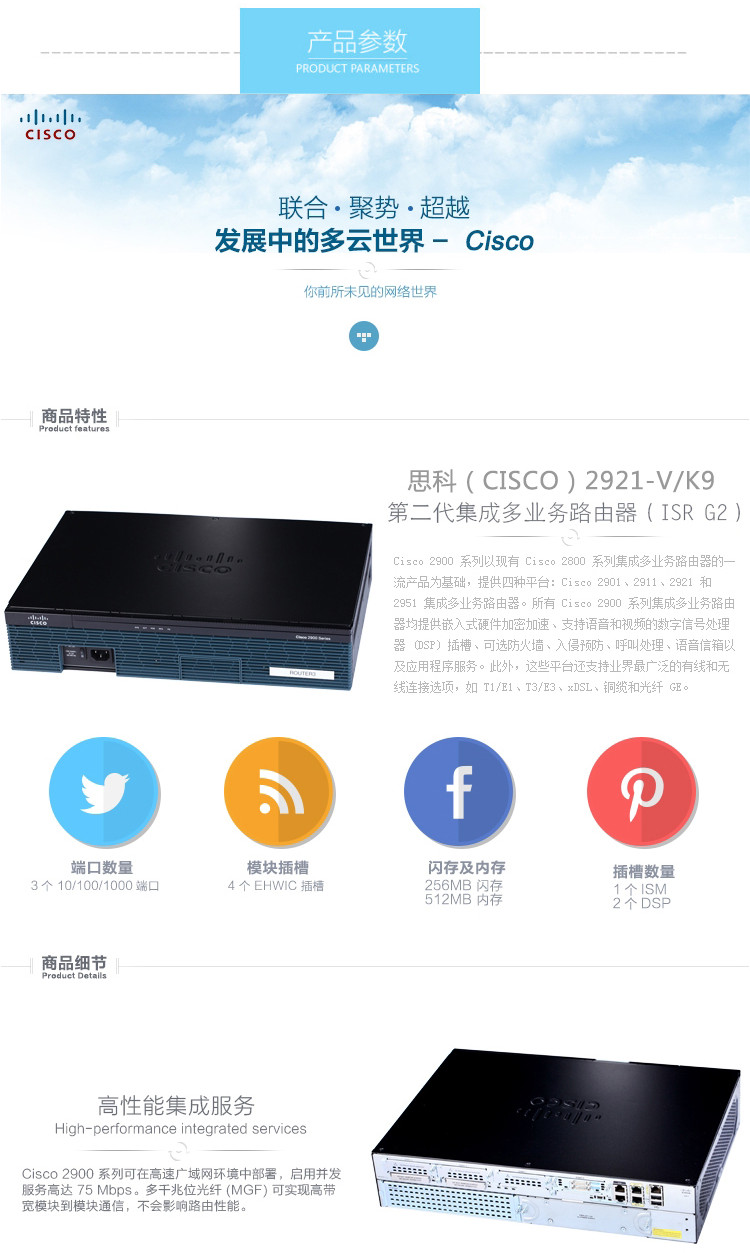 产品参数
PRODUCT PARAMETERS
CISCO
联合·聚势·超越
发展中的多云世界 - Cisco
你前所未见的网络世界
商品特性
Product features
思科（CISCO）2921-V/K9
第二代集成多业务路由器（ISR G2）
Cisco 2900 系列以现有 Cisco 2800 系列集成多业务路由器的一
流产品为基础，提供四种平台：Cisco 2901、2911、2921 和
2951 集成多业务路由器。所有 Cisco 2900 系列集成多业务路由
器均提供嵌入式硬件加密加速、支持语音和视频的数字信号处理
器 （DSP）插槽、可选防火墙、入侵预防、呼叫处理、语音信箱以
及应用程序服务。此外，这些平台还支持业界最广泛的有线和无
线连接选项，如 T1/E1、T3/E3、xDSL、铜缆和光纤 GE。
CISCO
CISCO
Cisco 2900 Series
ROUTER2
端口数量
3 个 10/100/1000 端口
模块插槽
4 个 EHWIC 插槽
闪存及内存
256MB 闪存
512MB 内存
插槽数量
1 个 ISM
2 个 DSP
商品细节
Product Details
高性能集成服务
High-performance integrated services
Cisco 2900 系列可在高速广域网环境中部署，启用并发
服务高达 75 Mbps。多千兆位光纤 (MGF) 可实现高带
宽模块到模块通信，不会影响路由性能。
CISCO